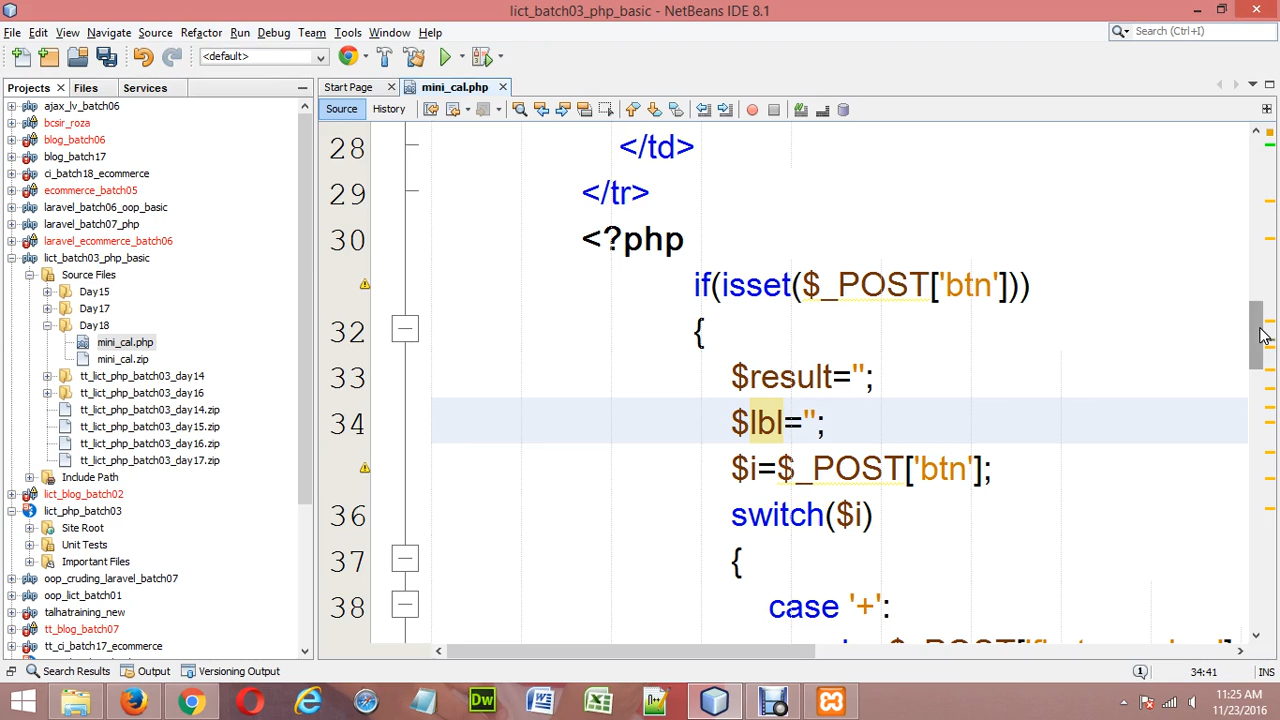 lict_batch03_php_basic - NetBeans IDE 8.1
File Edit View Navigate Source Refactor Run Debug Team Tools Window Help
Search (Ctrl+I)
<default>
Projects Files Services
Start Page mini_cal.php
Source History
ajax_lv_batch06
bcsir_roza
blog_batch06
blog_batch17
ci_batch18_ecommerce
ecommerce_batch05
laravel_batch06_oop_basic
laravel_batch07_php
laravel_ecommerce_batch06
lict_batch03_php_basic
Source Files
Day15
Day17
Day18
mini_cal.php
mini_cal.zip
tt_lict_php_batch03_day14
tt_lict_php_batch03_day16
tt_lict_php_batch03_day14.zip
tt_lict_php_batch03_day15.zip
tt_lict_php_batch03_day16.zip
tt_lict_php_batch03_day17.zip
Include Path
lict_blog_batch02
lict_php_batch03
Site Root
Unit Tests
Important Files
oop_cruding_laravel_batch07
oop_lict_batch01
talhatraining_new
tt_blog_batch07
tt_ci_batch17_ecommerce
28 </td>
29 </tr>
30 <?php
if(isset($_POST['btn']))
32 {
33 $result='';
34 $lbl='';
$i=$_POST['btn'];
36 switch($i)
37 {
38 case '+':
Search Results Output Versioning Output
34:41 INS
11:25 AM
11/23/2016